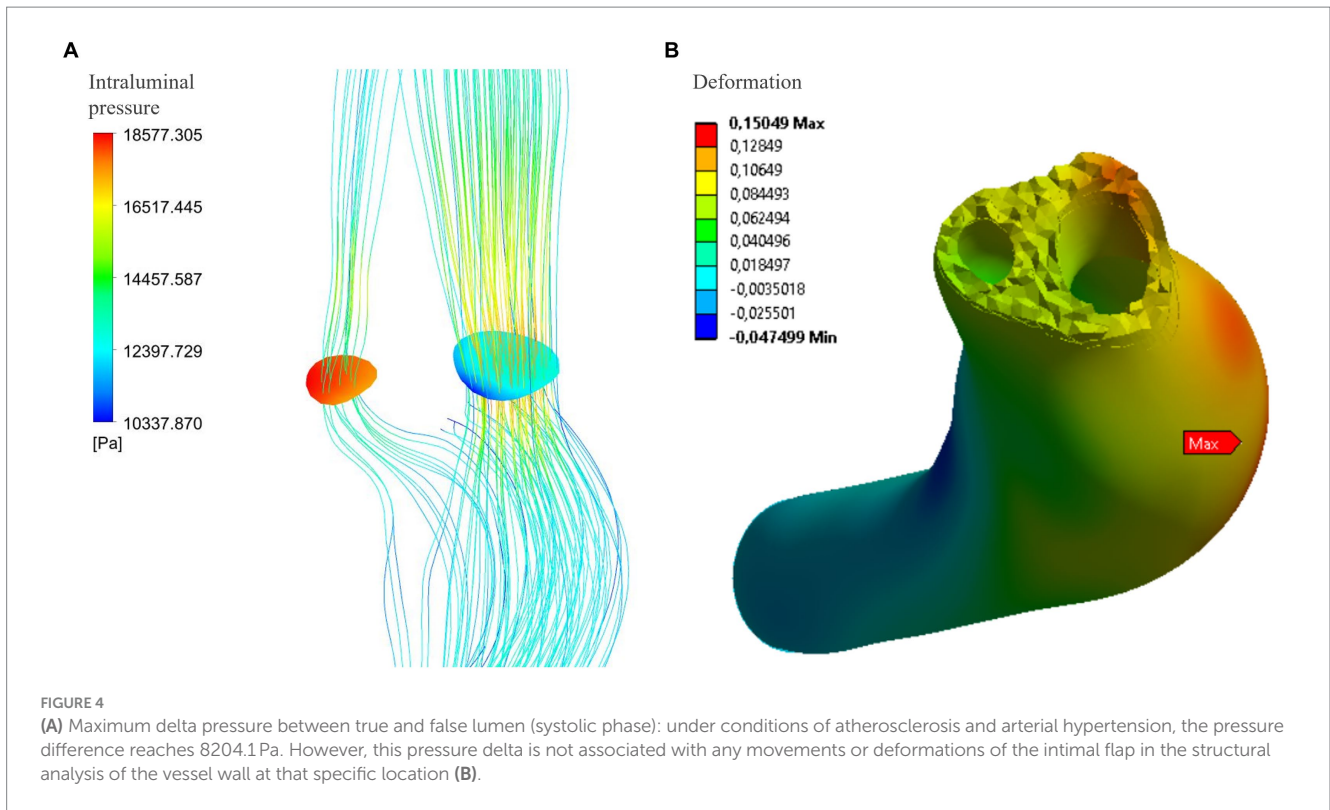 A
Intraluminal
pressure
18577.305
16517.445
14457.587
12397.729
10337.870
[Pa]
B
Deformation
0,15049 Max
0,12849
0,10649
0,084493
0,062494
0,040496
0,018497
-0,0035018
-0,025501
-0,047499 Min
Max
FIGURE 4
(A) Maximum delta pressure between true and false lumen (systolic phase): under conditions of atherosclerosis and arterial hypertension, the pressure
difference reaches 8204.1 Pa. However, this pressure delta is not associated with any movements or deformations of the intimal flap in the structural
analysis of the vessel wall at that specific location (B).